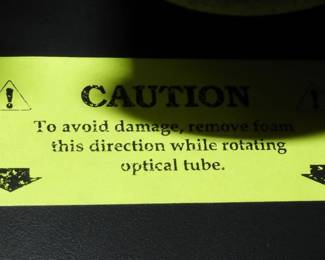 CAUTION
To avoid damage, remove foam
this direction while rotating
optical tube.